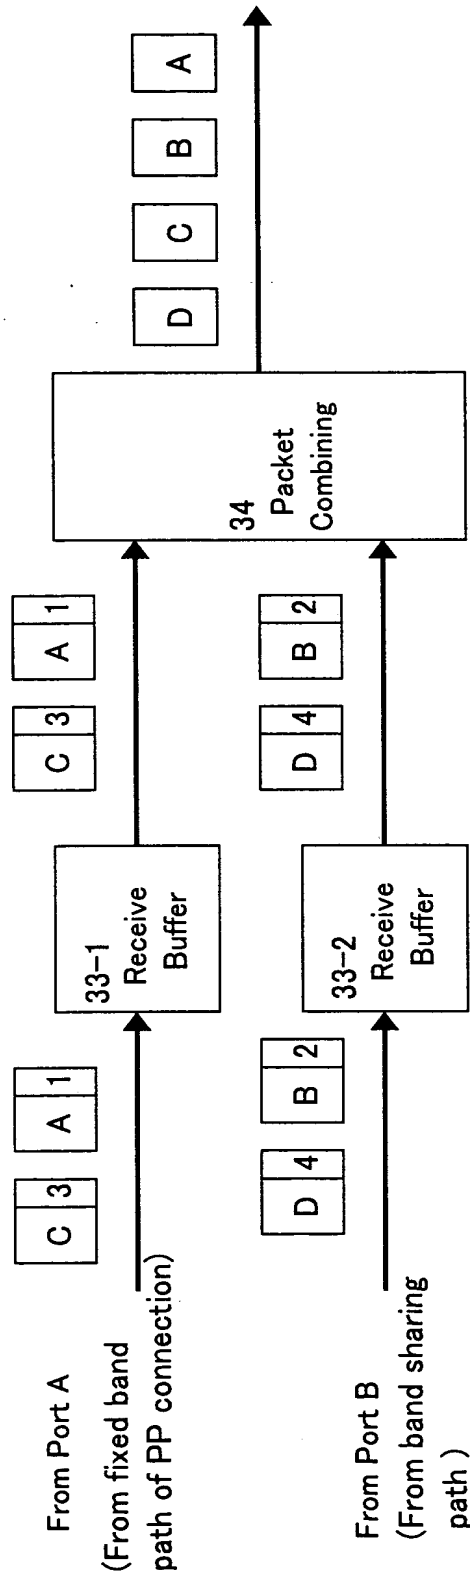 From Port A
(From fixed band
path of PP connection)
C 3
A 1
33-1
Receive
Buffer
C 3
A 1
From Port B
(From band sharing
path )
D 4
B 2
33-2
Receive
Buffer
D 4
B 2
34
Packet
Combining
D
C
B
A